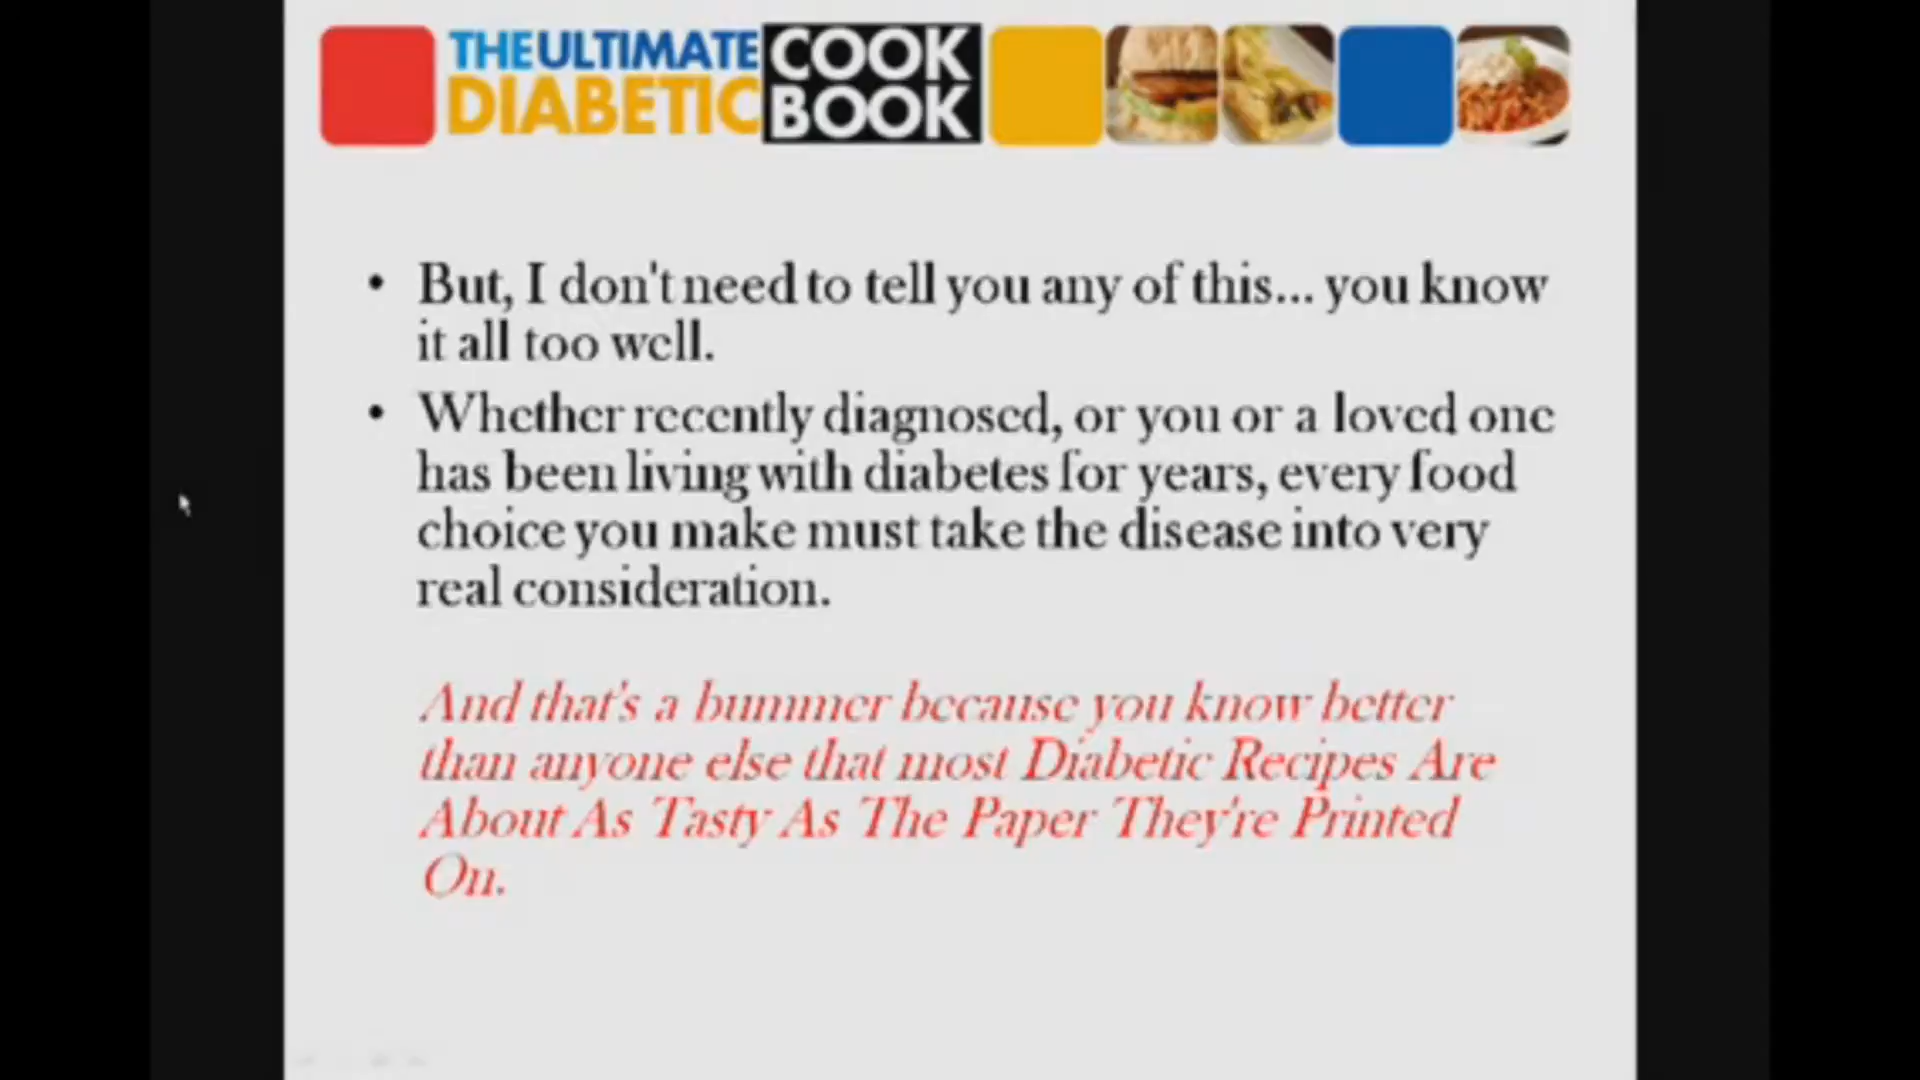 THE ULTIMATE DIABETIC COOK BOOK
• But, I don't need to tell you any of this... you know
it all too well.
• Whether recently diagnosed, or you or a loved one
has been living with diabetes for years, every food
choice you make must take the disease into very
real consideration.
And that's a bummer because you know better
than anyone else that most Diabetic Recipes Are
About As Tasty As The Paper They're Printed
On.